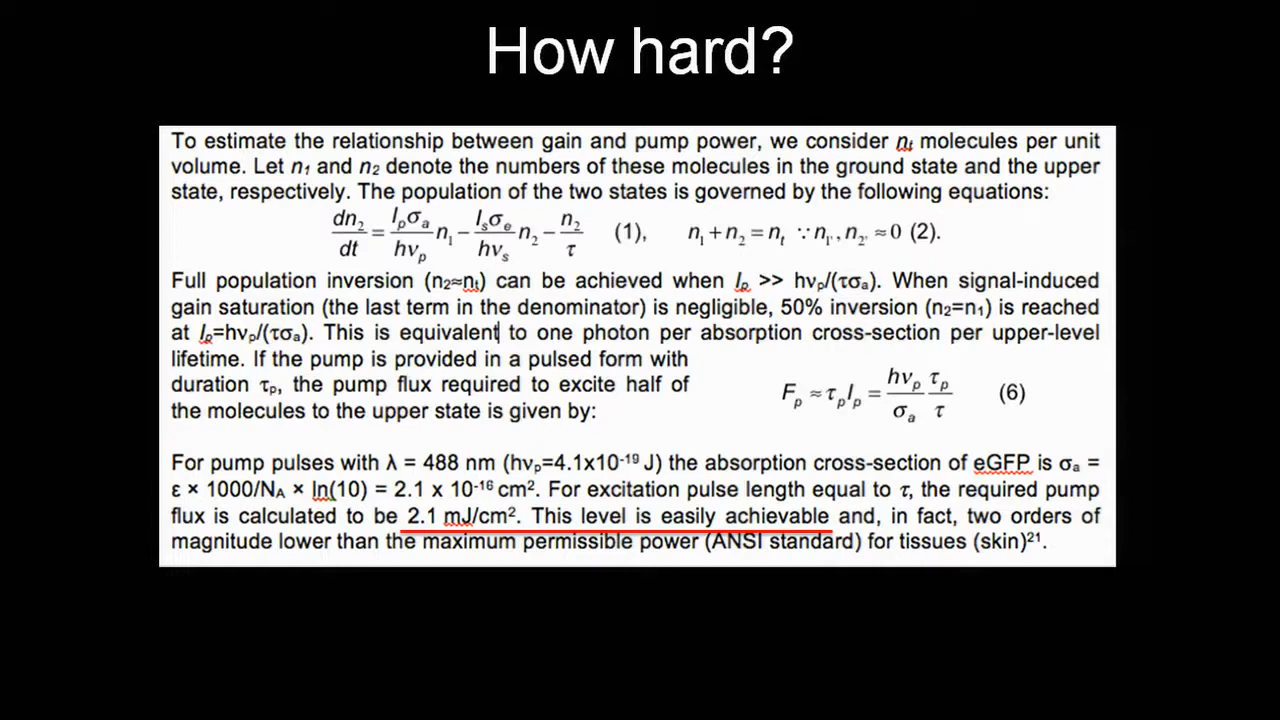 How hard?
To estimate the relationship between gain and pump power, we consider nₜ molecules per unit
volume. Let n₁ and n₂ denote the numbers of these molecules in the ground state and the upper
state, respectively. The population of the two states is governed by the following equations:
dn₂/dt = (Iₚσₐ/hνₚ) n₁ − (Iₛσₑ/hνₛ) n₂ − n₂/τ (1), n₁ + n₂ = nₜ ∵ n₁', n₂' ≈ 0 (2).
Full population inversion (n₂≈nₜ) can be achieved when Iₚ >> hνₚ/(τσₐ). When signal-induced
gain saturation (the last term in the denominator) is negligible, 50% inversion (n₂=n₁) is reached
at Iₚ=hνₚ/(τσₐ). This is equivalent to one photon per absorption cross-section per upper-level
lifetime. If the pump is provided in a pulsed form with
duration τₚ, the pump flux required to excite half of
the molecules to the upper state is given by:
Fₚ ≈ τₚIₚ = (hνₚ/σₐ) (τₚ/τ) (6)
For pump pulses with λ = 488 nm (hνₚ=4.1x10⁻¹⁹ J) the absorption cross-section of eGFP is σₐ =
ε × 1000/Nᴀ × ln(10) = 2.1 x 10⁻¹⁶ cm². For excitation pulse length equal to τ, the required pump
flux is calculated to be 2.1 mJ/cm². This level is easily achievable and, in fact, two orders of
magnitude lower than the maximum permissible power (ANSI standard) for tissues (skin)²¹.